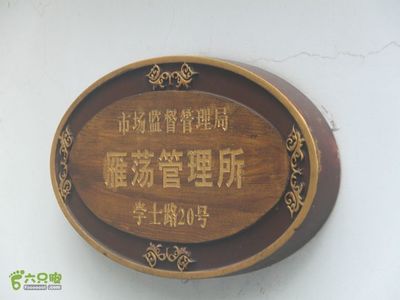 市场监督管理局
雁荡管理所
学士路20号
六只脚